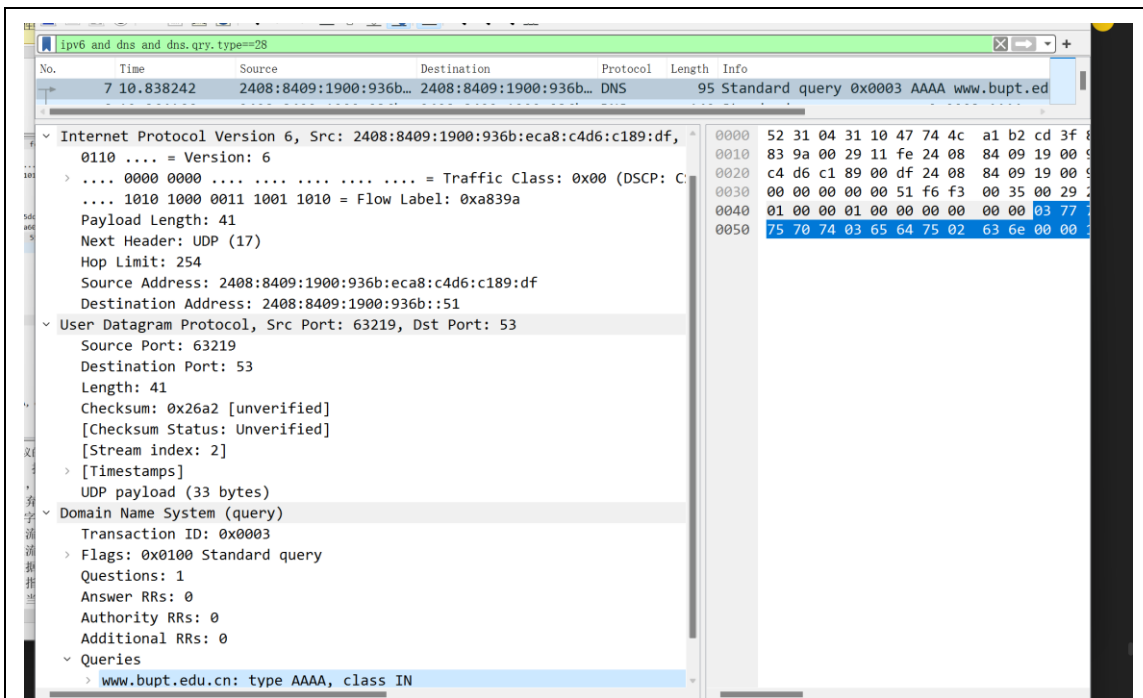 ipv6 and dns and dns.qry.type==28
No. Time Source Destination Protocol Length Info
7 10.838242 2408:8409:1900:936b… 2408:8409:1900:936b… DNS 95 Standard query 0x0003 AAAA www.bupt.ed
Internet Protocol Version 6, Src: 2408:8409:1900:936b:eca8:c4d6:c189:df,
0110 .... = Version: 6
.... 0000 0000 .... .... .... .... .... = Traffic Class: 0x00 (DSCP: C
.... 1010 1000 0011 1001 1010 = Flow Label: 0xa839a
Payload Length: 41
Next Header: UDP (17)
Hop Limit: 254
Source Address: 2408:8409:1900:936b:eca8:c4d6:c189:df
Destination Address: 2408:8409:1900:936b::51
User Datagram Protocol, Src Port: 63219, Dst Port: 53
Source Port: 63219
Destination Port: 53
Length: 41
Checksum: 0x26a2 [unverified]
[Checksum Status: Unverified]
[Stream index: 2]
[Timestamps]
UDP payload (33 bytes)
Domain Name System (query)
Transaction ID: 0x0003
Flags: 0x0100 Standard query
Questions: 1
Answer RRs: 0
Authority RRs: 0
Additional RRs: 0
Queries
www.bupt.edu.cn: type AAAA, class IN
0000 52 31 04 31 10 47 74 4c a1 b2 cd 3f
0010 83 9a 00 29 11 fe 24 08 84 09 19 00
0020 c4 d6 c1 89 00 df 24 08 84 09 19 00
0030 00 00 00 00 00 51 f6 f3 00 35 00 29
0040 01 00 00 01 00 00 00 00 00 00 03 77
0050 75 70 74 03 65 64 75 02 63 6e 00 00